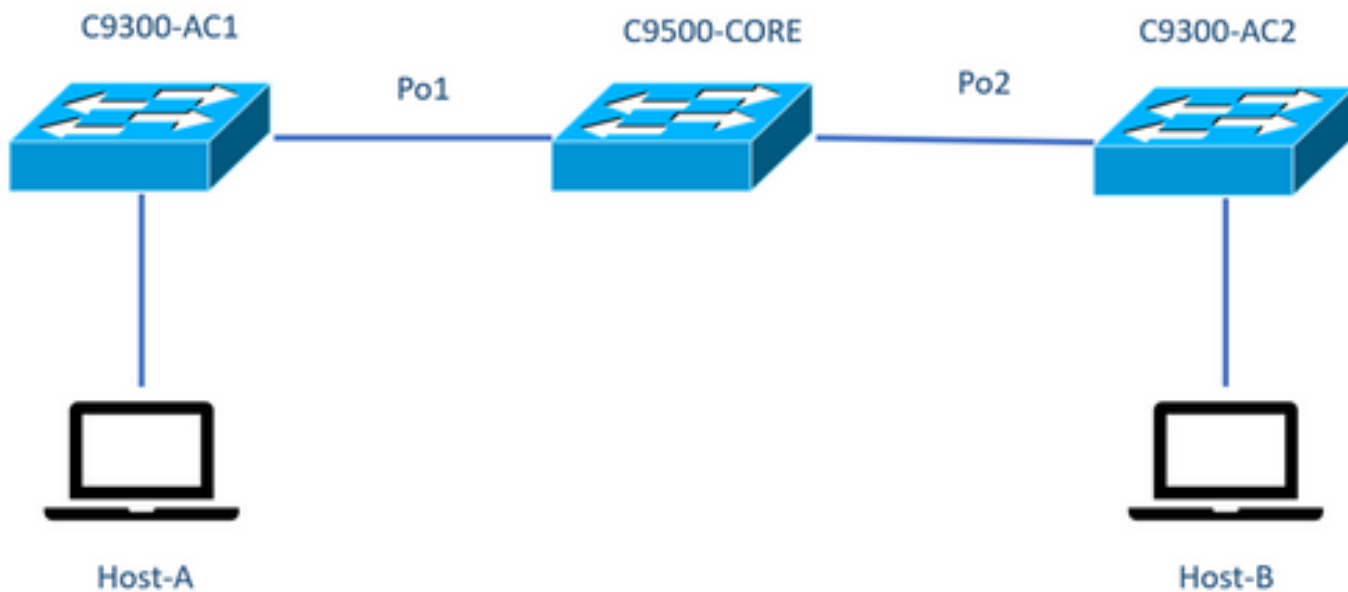 C9300-AC1
C9500-CORE
C9300-AC2
Po1
Po2
Host-A
Host-B